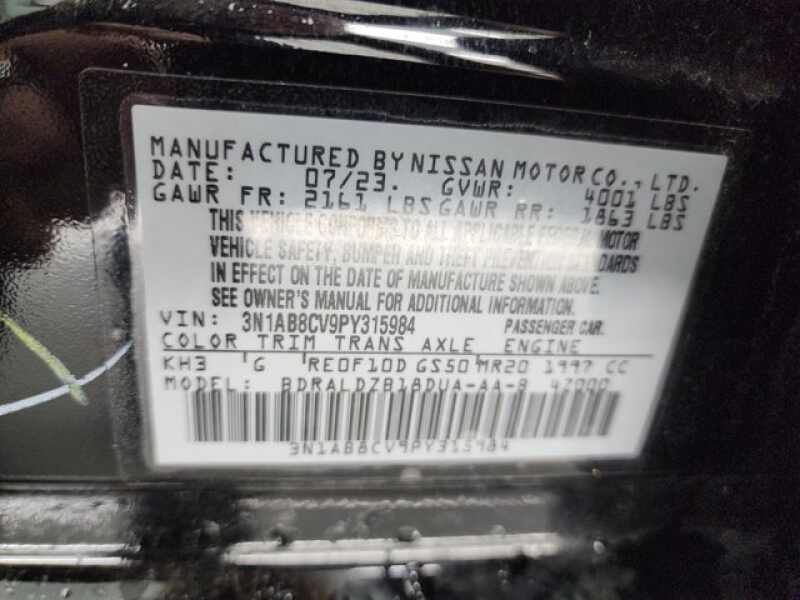 MANUFACTURED BY NISSAN MOTOR CO., LTD.
DATE: 07/23. GVWR: 4001 LBS
GAWR FR: 2161 LBS GAWR RR: 1863 LBS
THIS VEHICLE CONFORMS TO ALL APPLICABLE FEDERAL MOTOR
VEHICLE SAFETY, BUMPER AND THEFT PREVENTION STANDARDS
IN EFFECT ON THE DATE OF MANUFACTURE SHOWN ABOVE.
SEE OWNER'S MANUAL FOR ADDITIONAL INFORMATION.
VIN: 3N1AB8CV9PY315984 PASSENGER CAR.
COLOR TRIM TRANS AXLE ENGINE
KH3 G RE0F10D GS50 MR20 1997 CC
MODEL: BDRALDZB18DUA-AA-8 47000
3N1AB8CV9PY315984